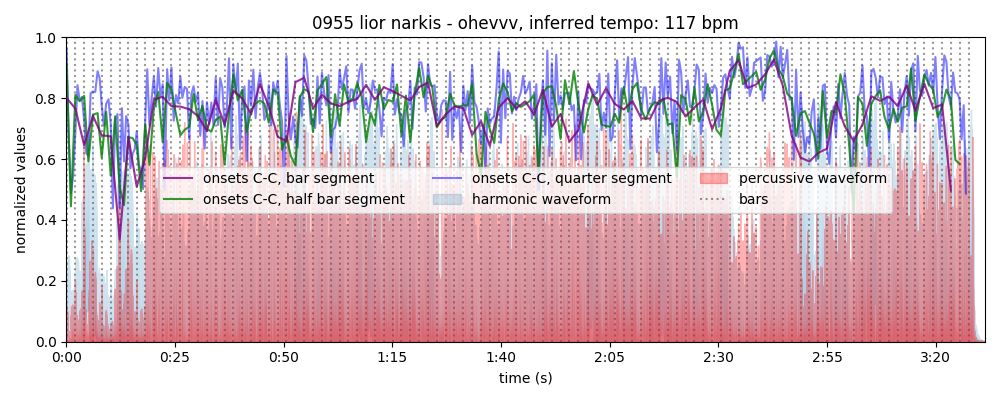 0955 lior narkis - ohevvv, inferred tempo: 117 bpm
1.0
0.8
0.6
0.4
0.2
0.0
normalized values
onsets C-C, bar segment
onsets C-C, half bar segment
onsets C-C, quarter segment
harmonic waveform
percussive waveform
bars
0:00 0:25 0:50 1:15 1:40 2:05 2:30 2:55 3:20
time (s)